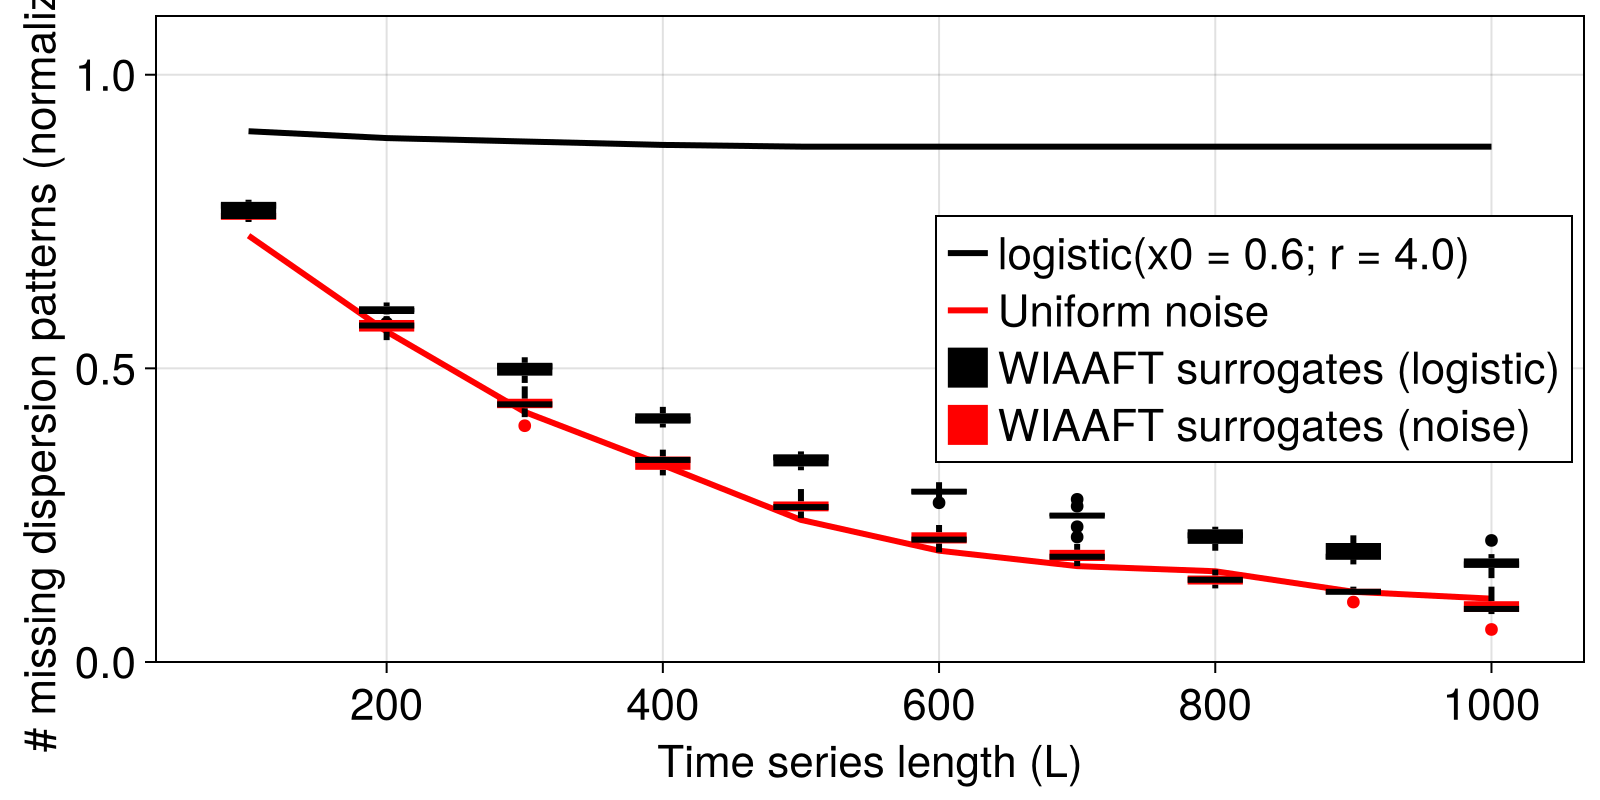 # missing dispersion patterns (normaliz
1.0
0.5
0.0
logistic(x0 = 0.6; r = 4.0)
Uniform noise
WIAAFT surrogates (logistic)
WIAAFT surrogates (noise)
200
400
600
800
1000
Time series length (L)